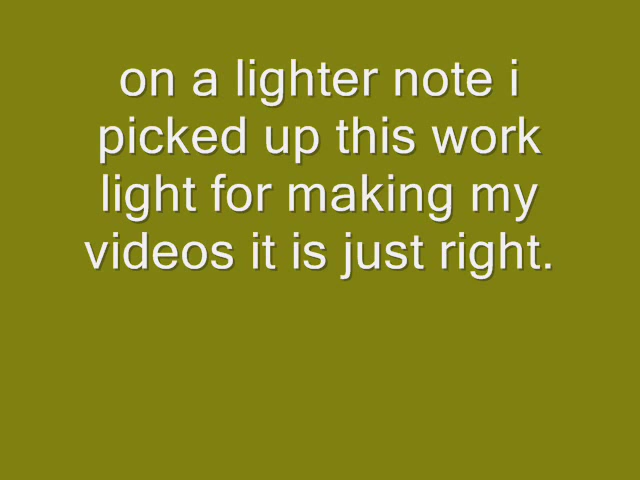 on a lighter note i
picked up this work
light for making my
videos it is just right.